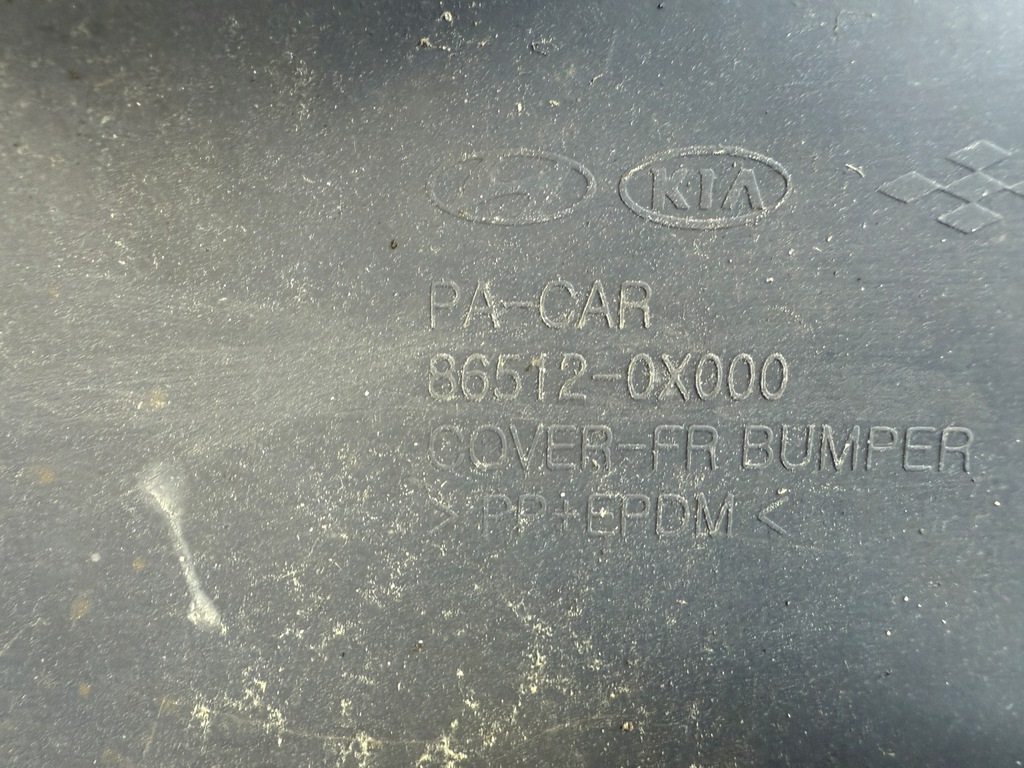 KIA
PA-CAR
86512-0X000
COVER-FR BUMPER
> PP+EPDM <